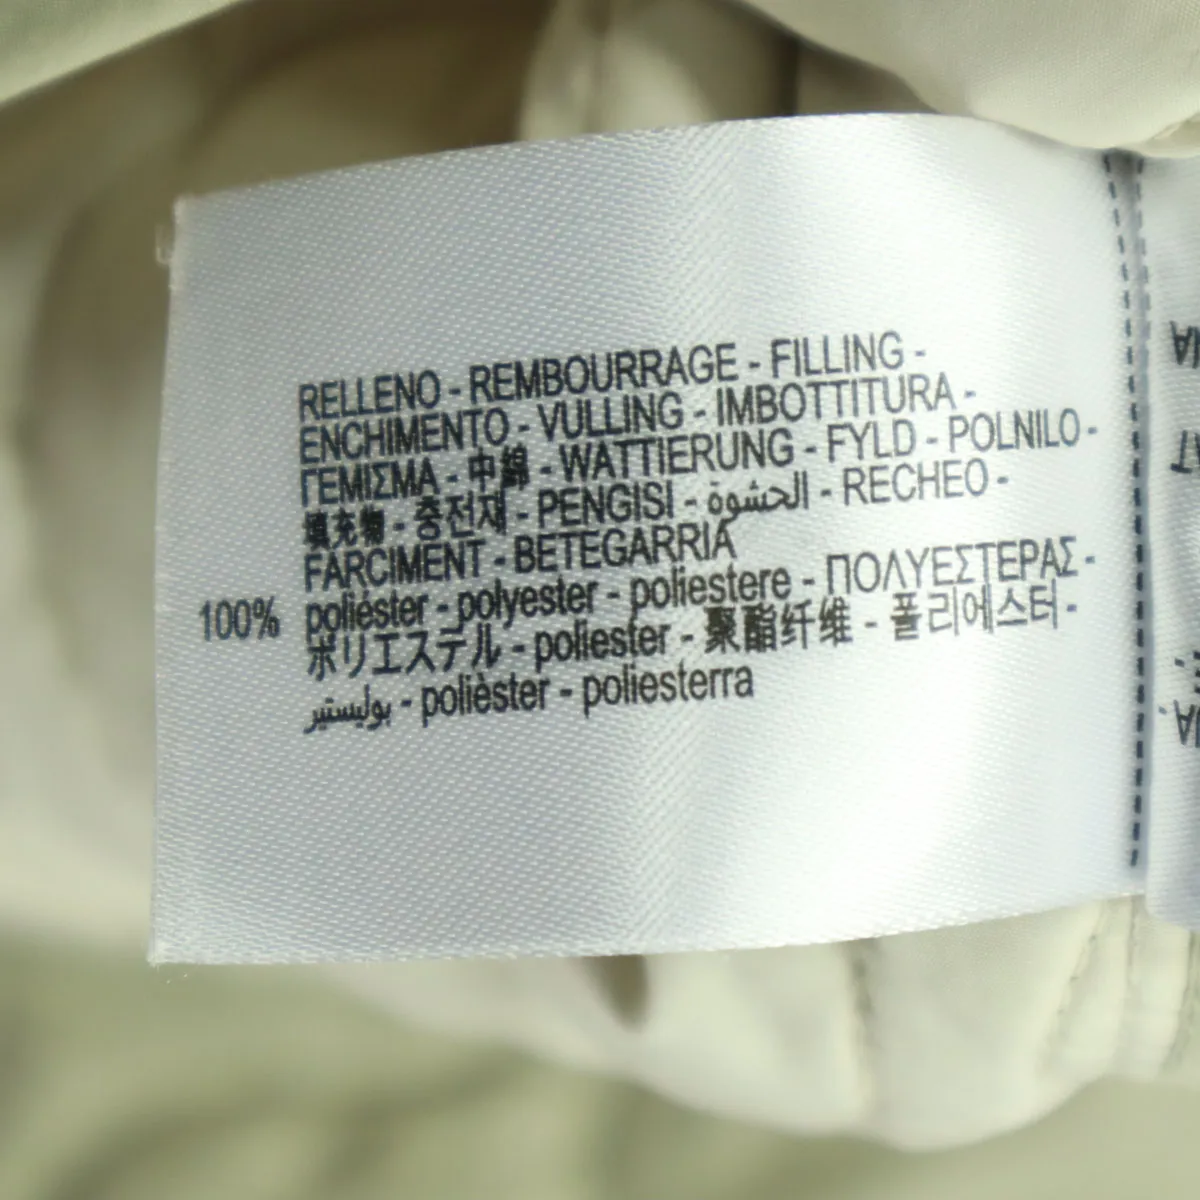 RELLENO - REMBOURRAGE - FILLING -
ENCHIMENTO - VULLING - IMBOTTITURA -
ΓΕΜΙΣΜΑ - 中綿 - WATTIERUNG - FYLD - POLNILO -
填充物 - 충전재 - PENGISI - الحشوة - RECHEO -
FARCIMENT - BETEGARRIA
100% poliéster - polyester - poliestere - ΠΟΛΥΕΣΤΕΡΑΣ -
ポリエステル - poliester - 聚酯纤维 - 폴리에스터 -
بوليستير - polièster - poliesterra